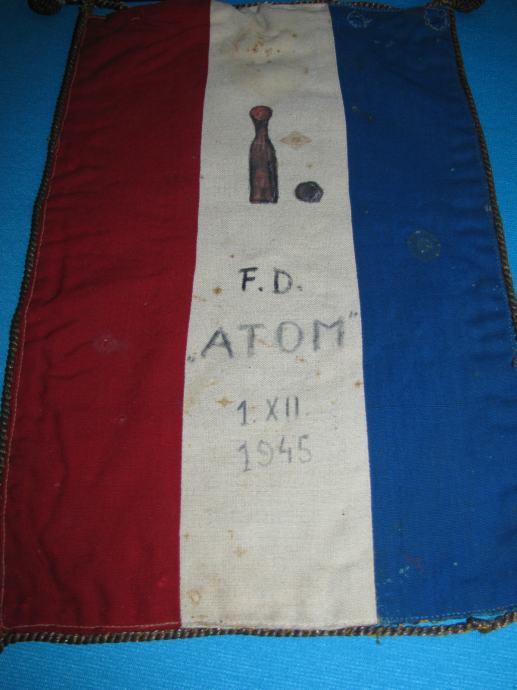 F.D.
„ATOM”
1. XII.
1945